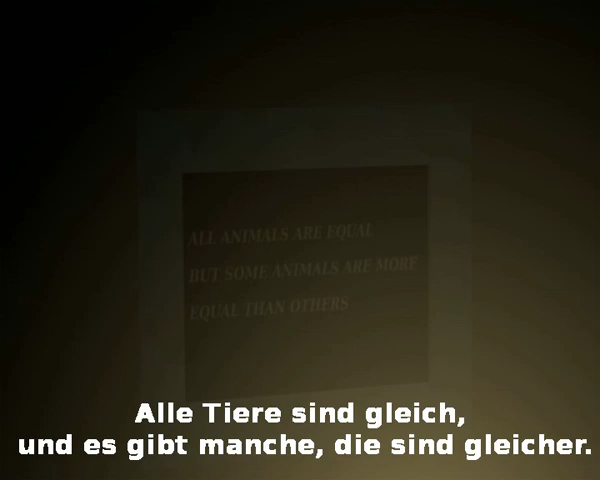 ALL ANIMALS ARE EQUAL
BUT SOME ANIMALS ARE MORE
EQUAL THAN OTHERS
Alle Tiere sind gleich,
und es gibt manche, die sind gleicher.